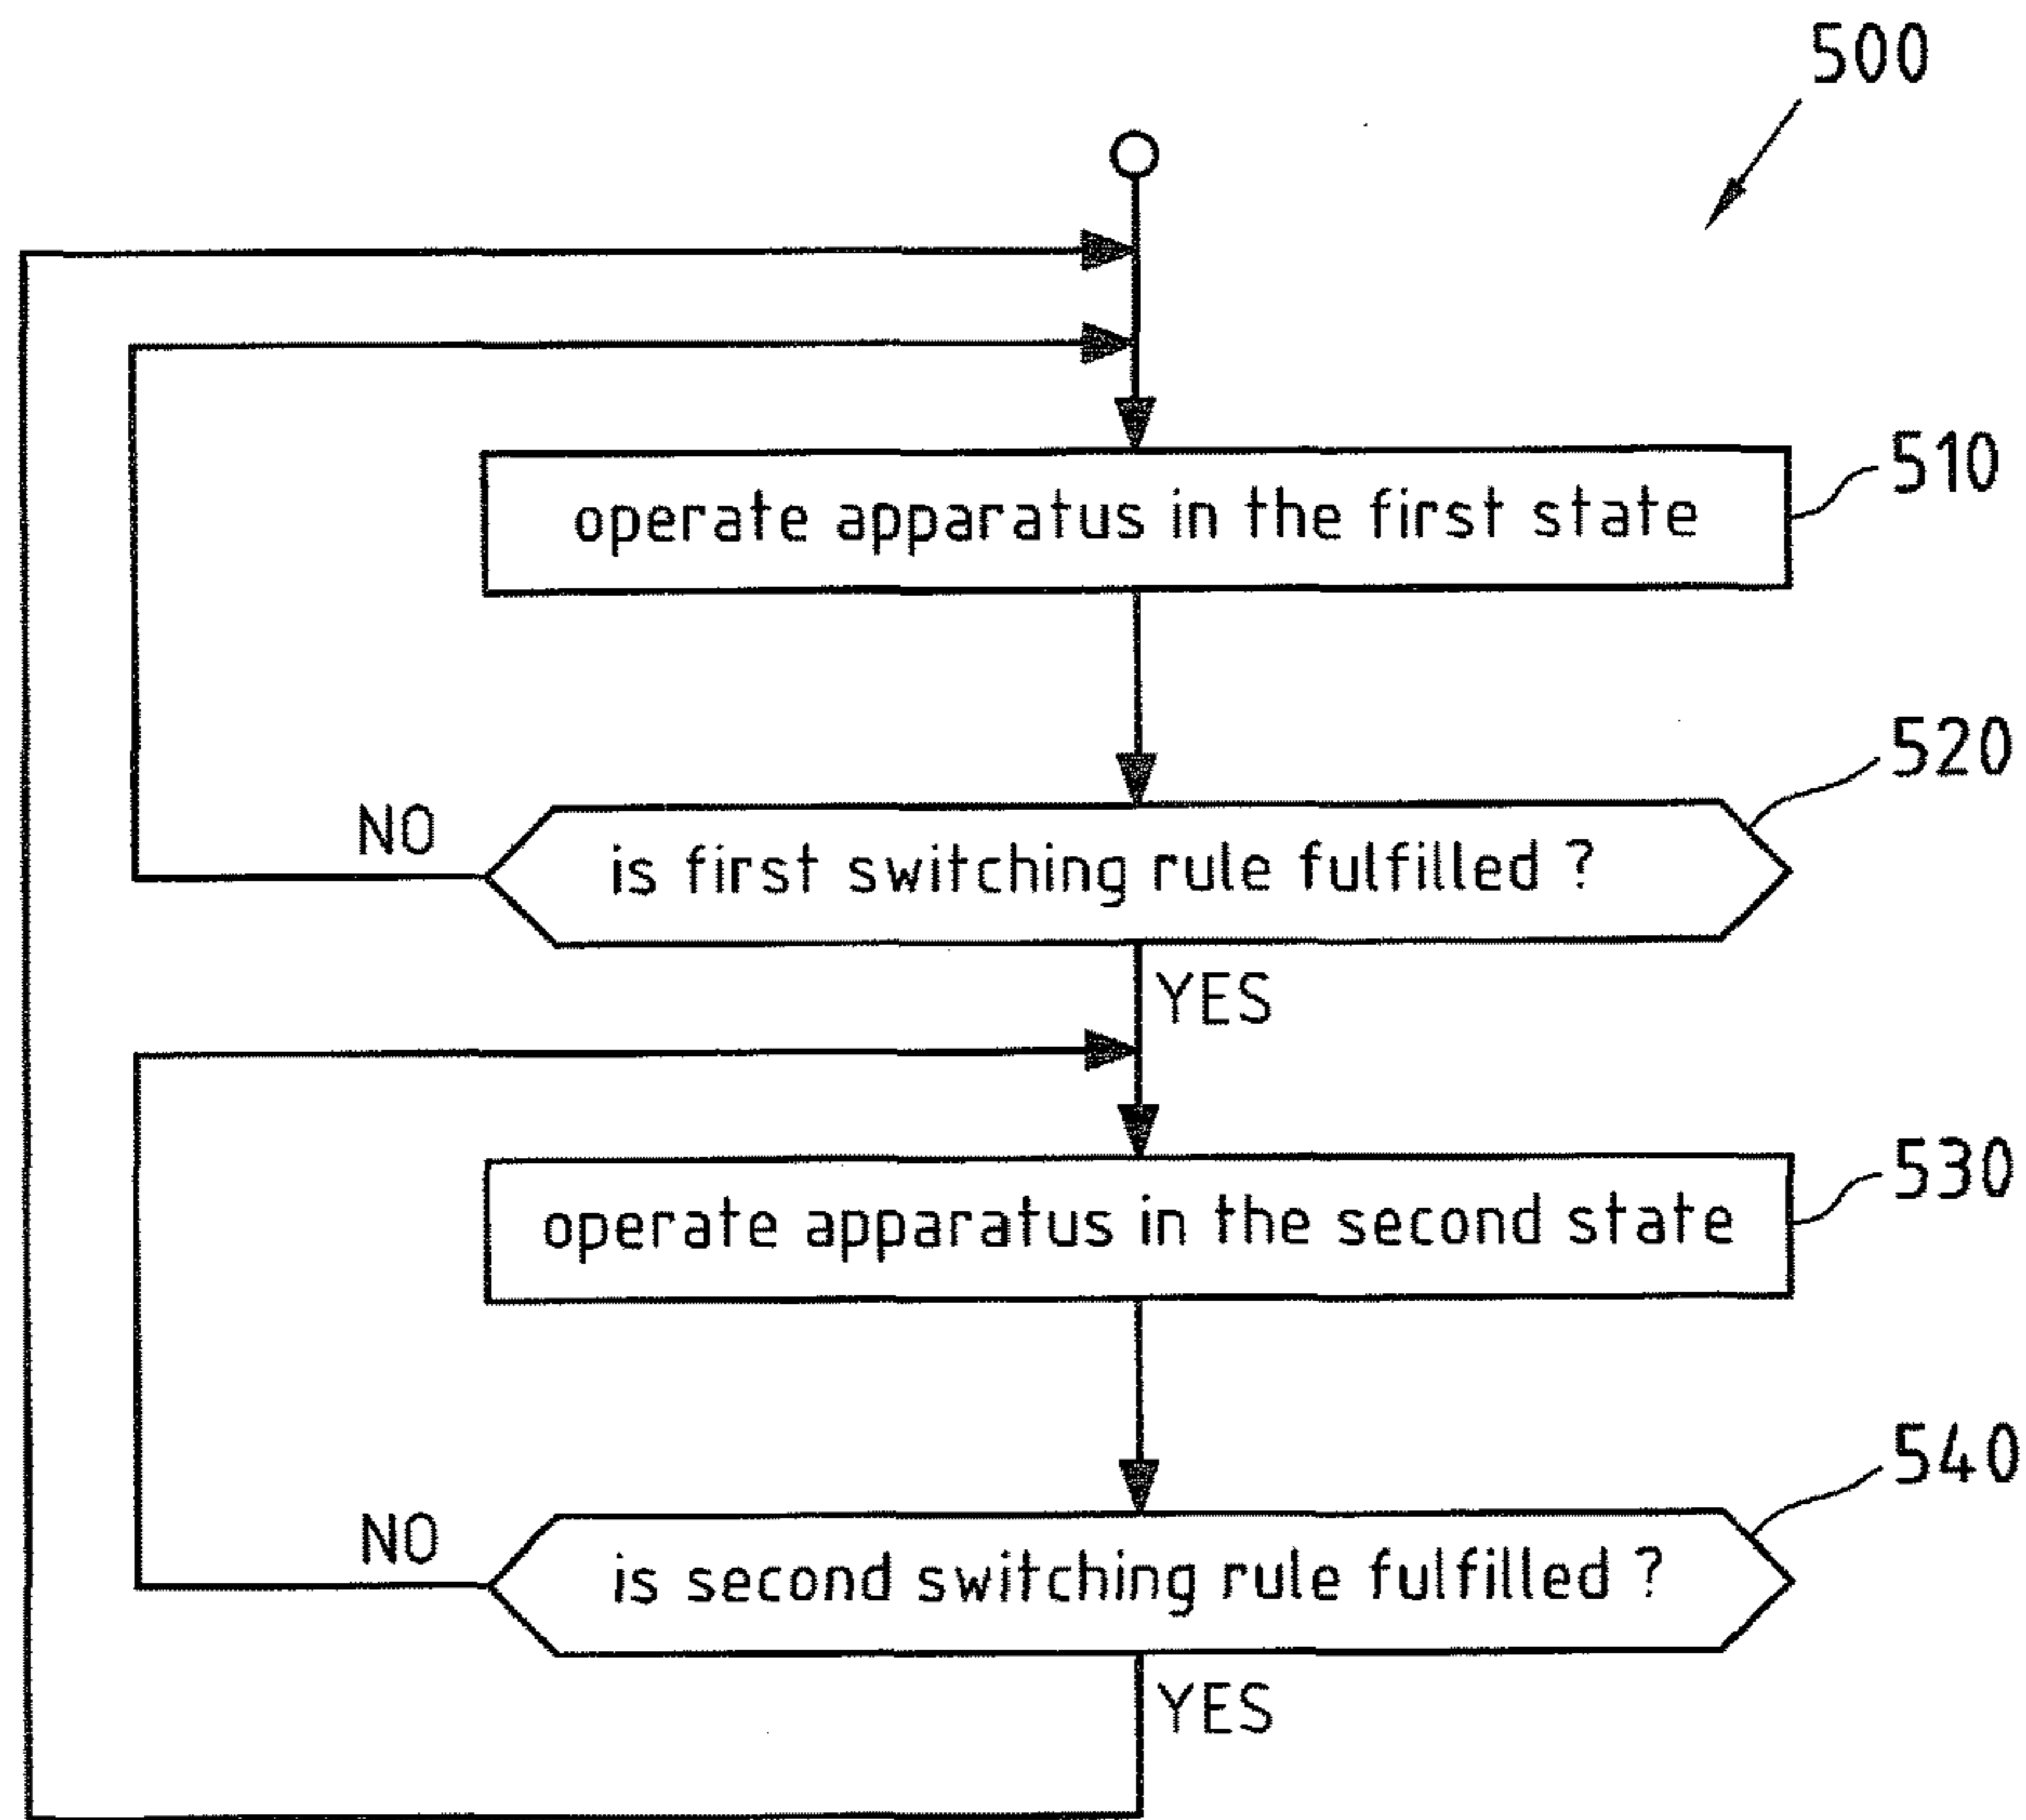 500
operate apparatus in the first state
510
is first switching rule fulfilled ?
520
NO
YES
operate apparatus in the second state
530
is second switching rule fulfilled ?
540
NO
YES